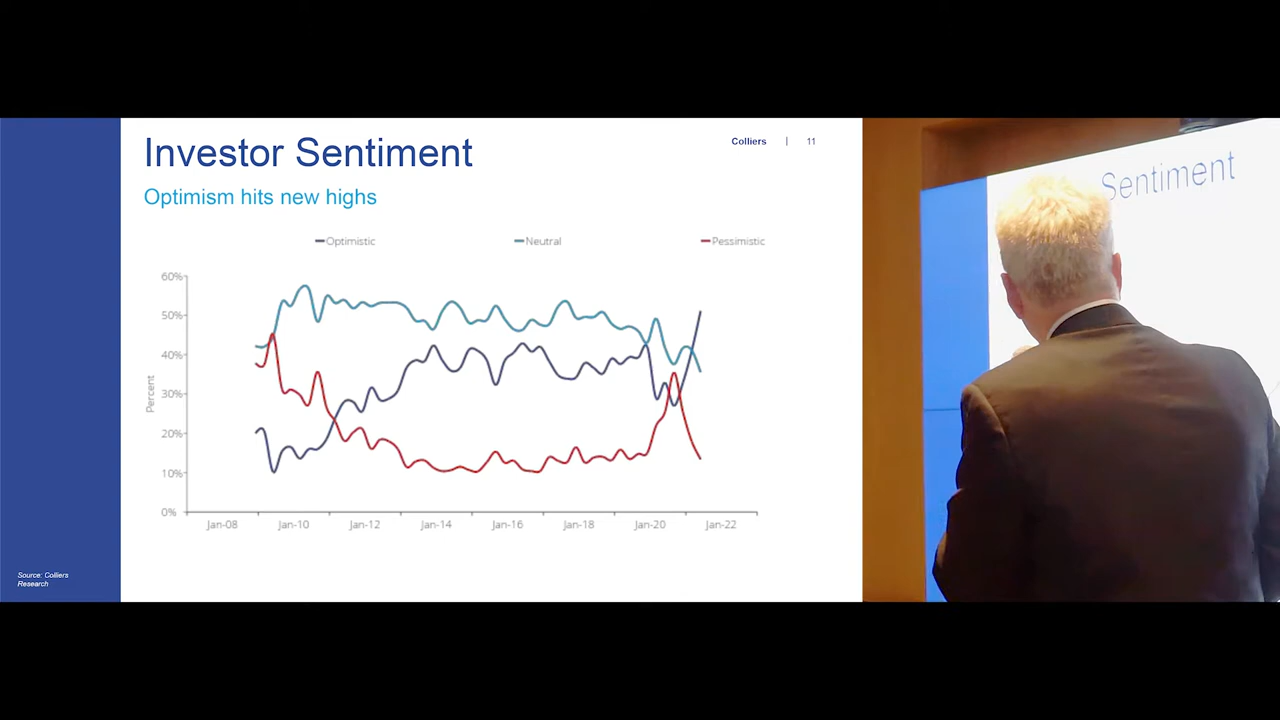 Investor Sentiment
Colliers | 11
Optimism hits new highs
Optimistic Neutral Pessimistic
60%
50%
40%
30%
20%
10%
0%
Percent
Jan-08 Jan-10 Jan-12 Jan-14 Jan-16 Jan-18 Jan-20 Jan-22
Source: Colliers
Research
Sentiment